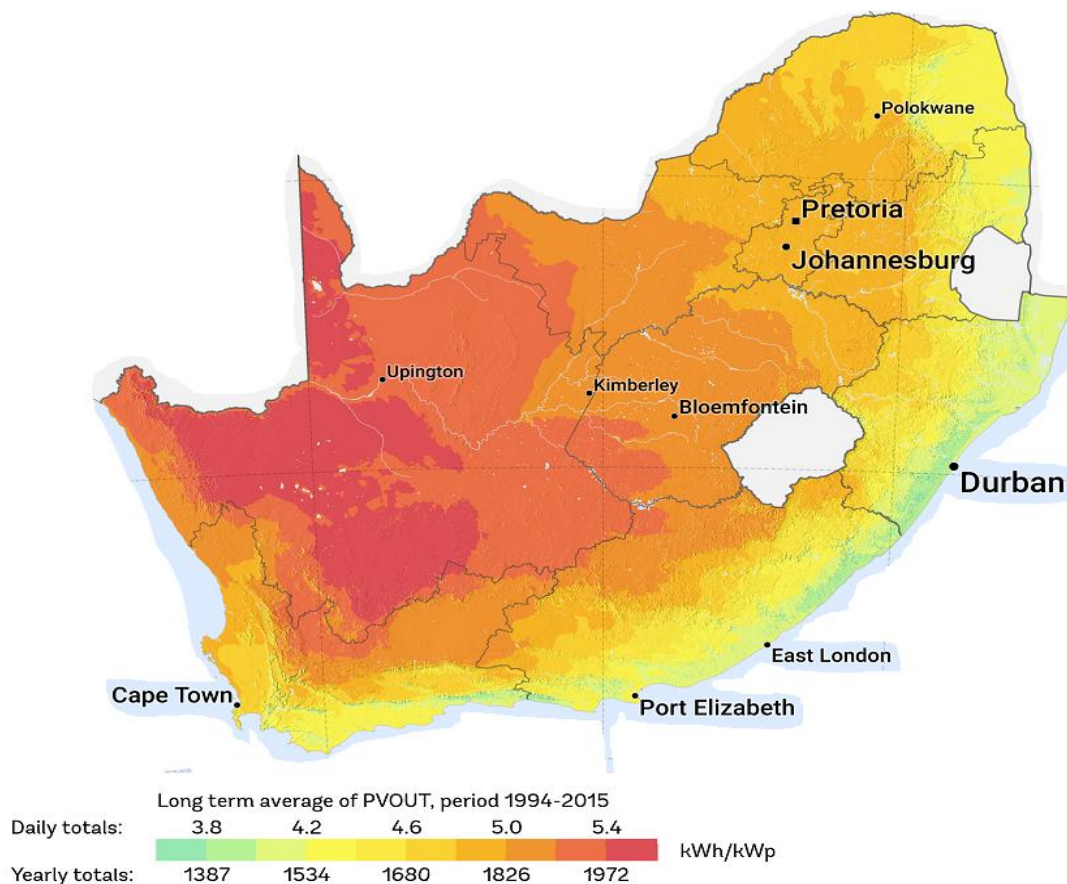 Polokwane
Pretoria
Johannesburg
Upington
Kimberley
Bloemfontein
Durban
East London
Cape Town
Port Elizabeth
Long term average of PVOUT, period 1994-2015
Daily totals: 3.8 4.2 4.6 5.0 5.4
kWh/kWp
Yearly totals: 1387 1534 1680 1826 1972